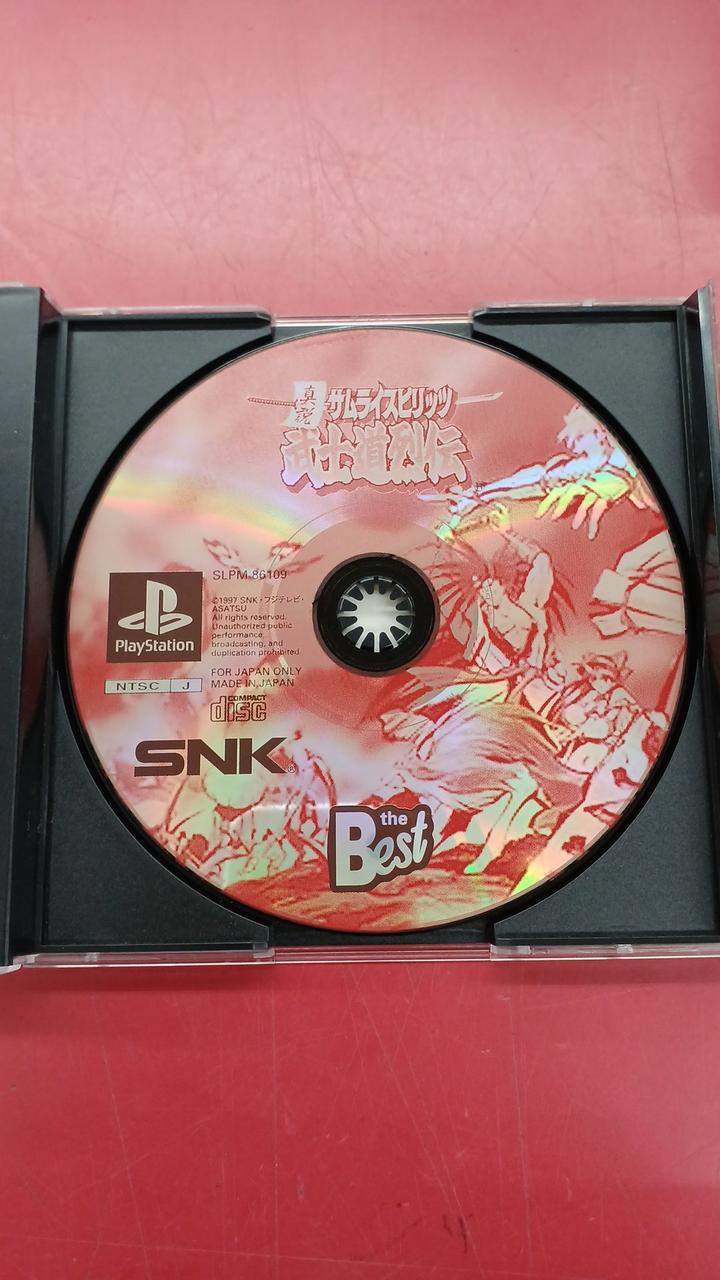 真説
サムライスピリッツ
武士道烈伝
SLPM-86109
©1997 SNK・フジテレビ・
ASATSU
All rights reserved.
Unauthorized public
performance,
broadcasting, and
duplication prohibited.
PlayStation
FOR JAPAN ONLY
MADE IN JAPAN
NTSC J
COMPACT
disc
SNK®
the
Best